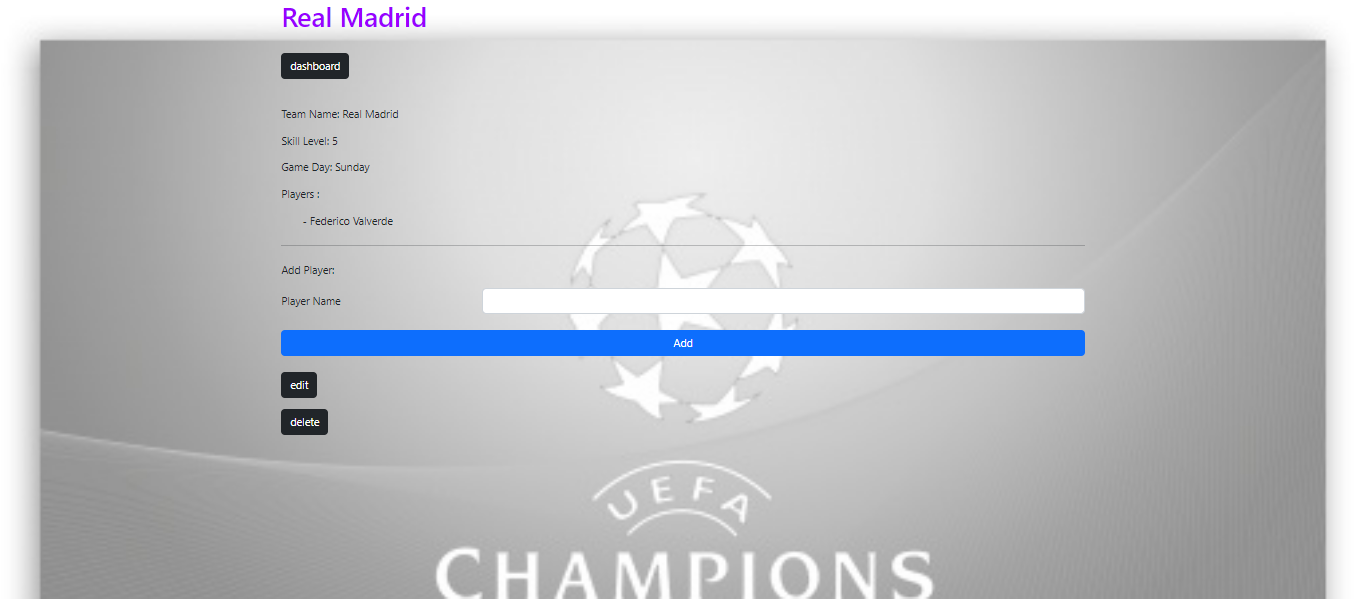 Real Madrid
dashboard
Team Name: Real Madrid
Skill Level: 5
Game Day: Sunday
Players :
- Federico Valverde
Add Player:
Player Name
Add
edit
delete
UEFA
CHAMPIONS